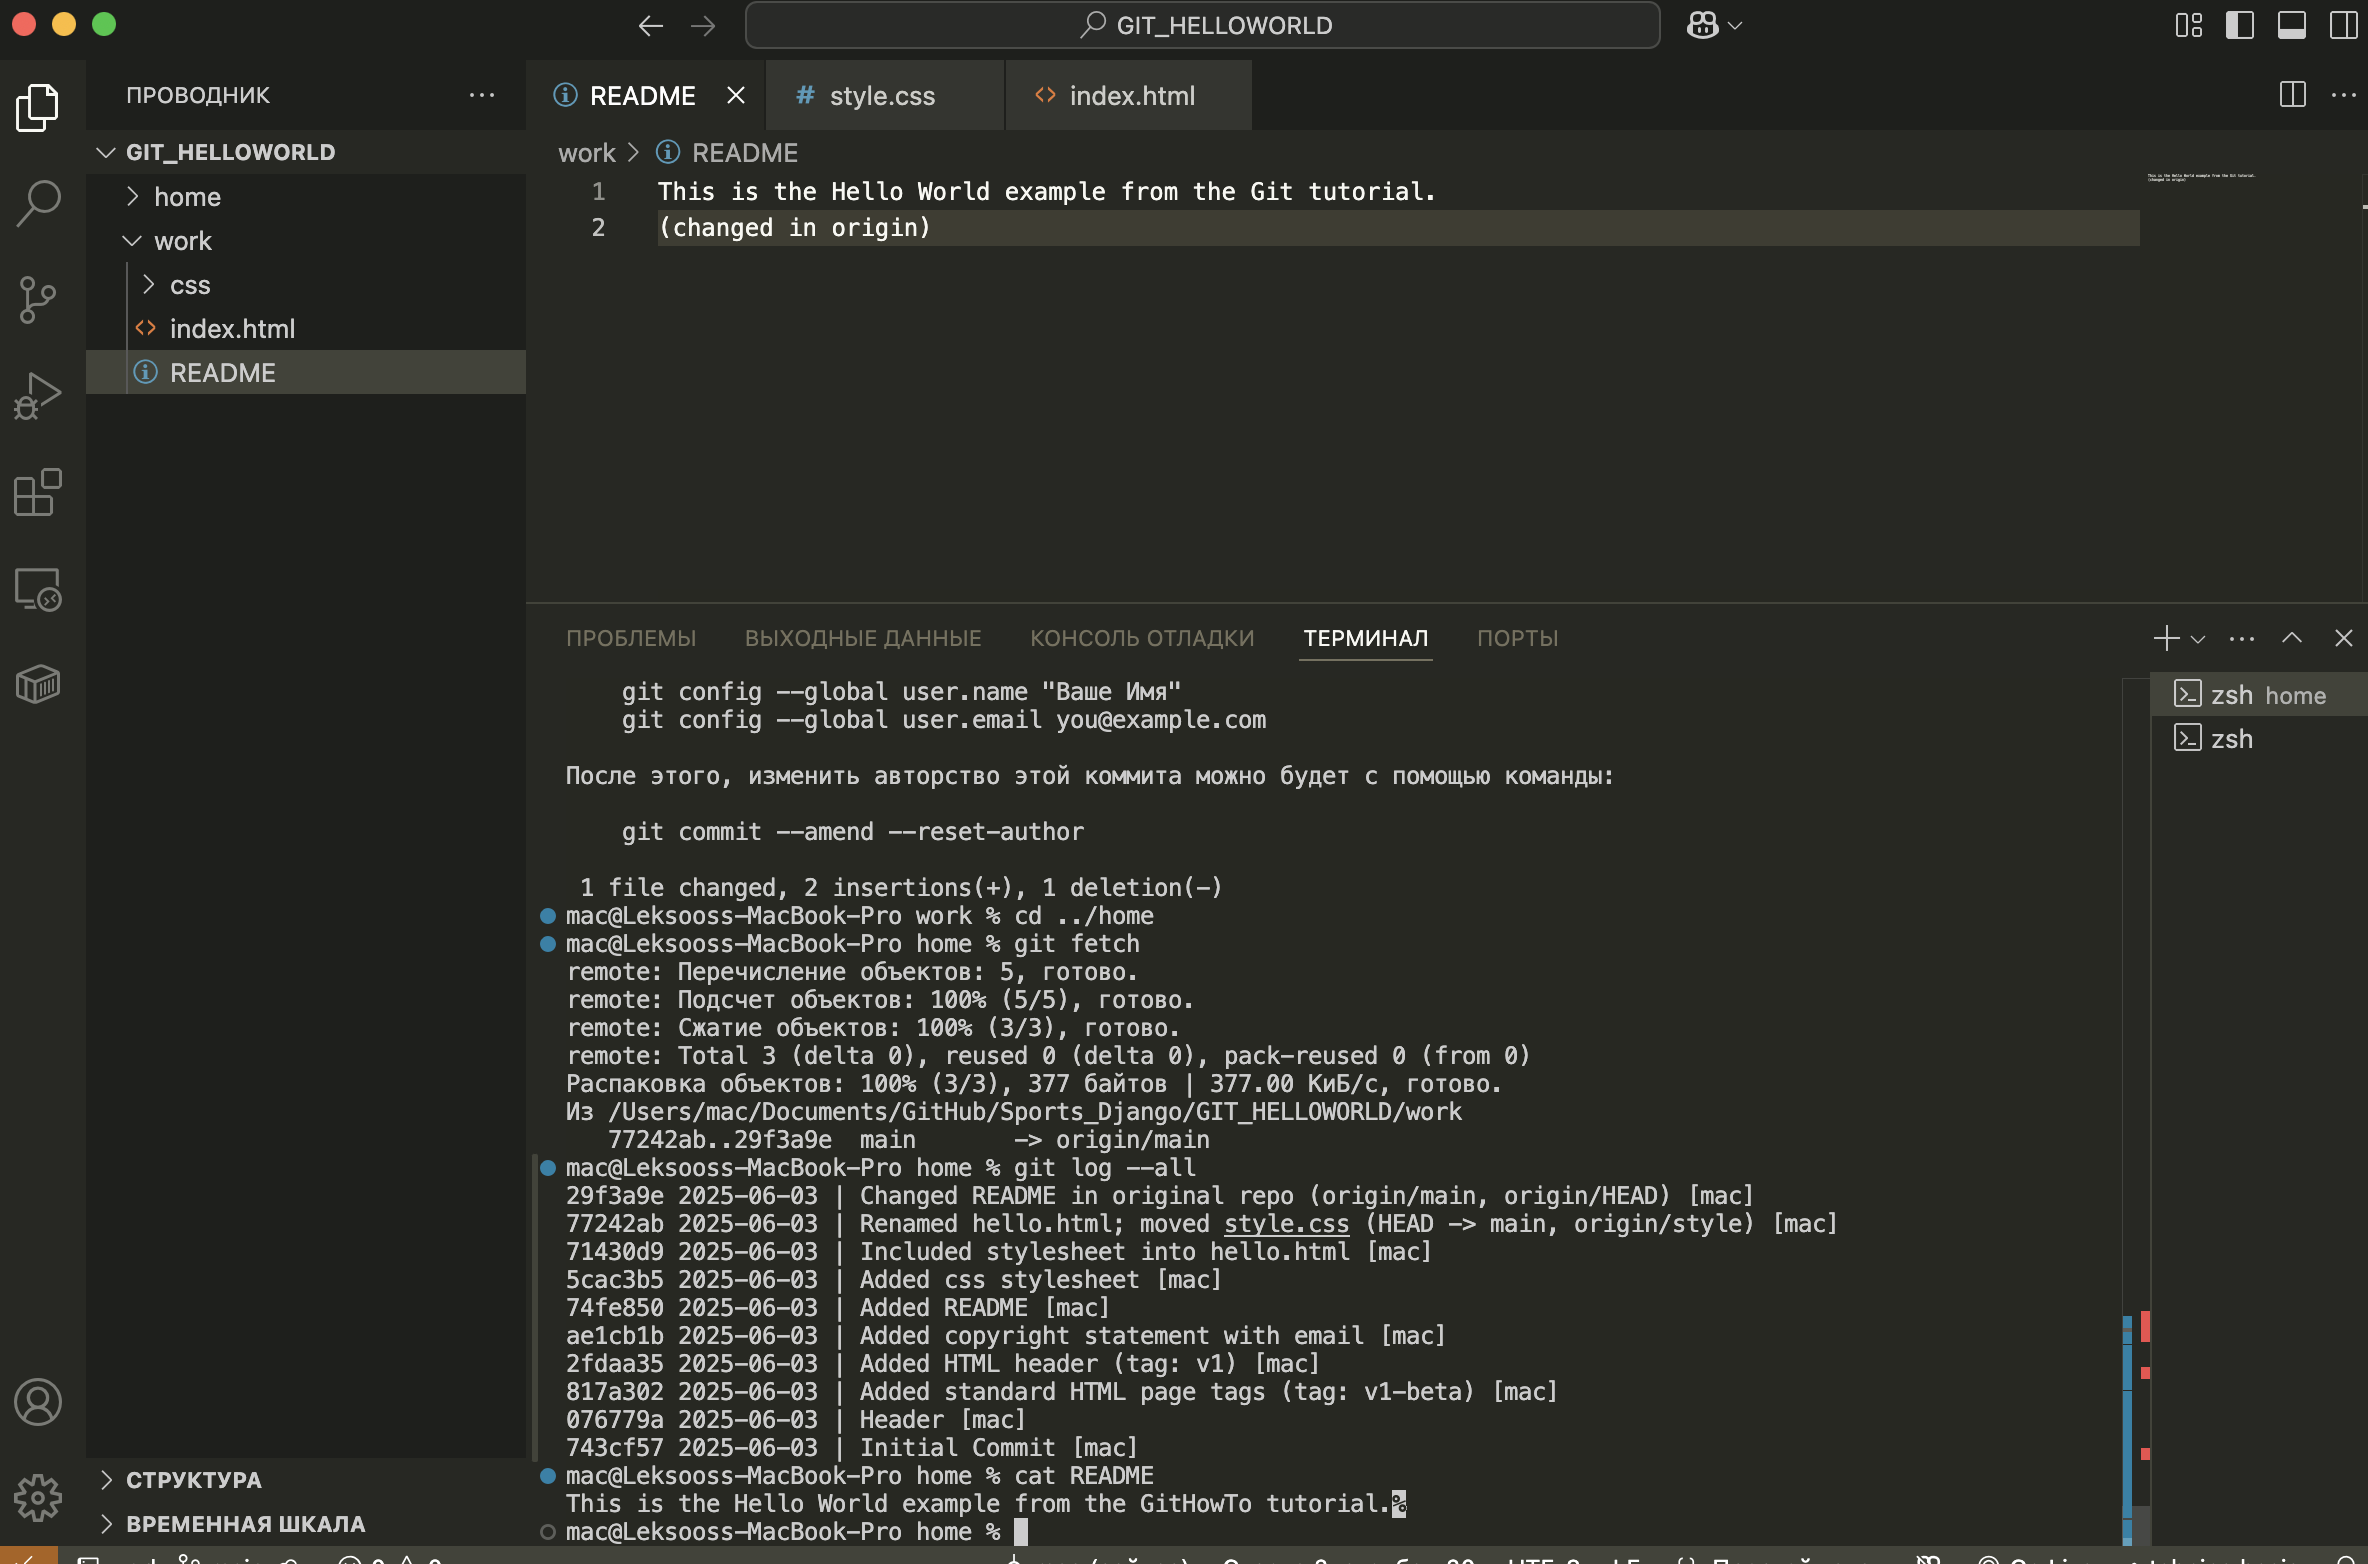 GIT_HELLOWORLD
ПРОВОДНИК
README
style.css
index.html
GIT_HELLOWORLD
home
work
css
index.html
README
work > README
1 This is the Hello World example from the Git tutorial.
2 (changed in origin)
ПРОБЛЕМЫ ВЫХОДНЫЕ ДАННЫЕ КОНСОЛЬ ОТЛАДКИ ТЕРМИНАЛ ПОРТЫ
zsh home
zsh
git config --global user.name "Ваше Имя"
git config --global user.email you@example.com
После этого, изменить авторство этой коммита можно будет с помощью команды:
git commit --amend --reset-author
1 file changed, 2 insertions(+), 1 deletion(-)
mac@Leksooss-MacBook-Pro work % cd ../home
mac@Leksooss-MacBook-Pro home % git fetch
remote: Перечисление объектов: 5, готово.
remote: Подсчет объектов: 100% (5/5), готово.
remote: Сжатие объектов: 100% (3/3), готово.
remote: Total 3 (delta 0), reused 0 (delta 0), pack-reused 0 (from 0)
Распаковка объектов: 100% (3/3), 377 байтов | 377.00 КиБ/с, готово.
Из /Users/mac/Documents/GitHub/Sports_Django/GIT_HELLOWORLD/work
77242ab..29f3a9e main -> origin/main
mac@Leksooss-MacBook-Pro home % git log --all
29f3a9e 2025-06-03 | Changed README in original repo (origin/main, origin/HEAD) [mac]
77242ab 2025-06-03 | Renamed hello.html; moved style.css (HEAD -> main, origin/style) [mac]
71430d9 2025-06-03 | Included stylesheet into hello.html [mac]
5cac3b5 2025-06-03 | Added css stylesheet [mac]
74fe850 2025-06-03 | Added README [mac]
ae1cb1b 2025-06-03 | Added copyright statement with email [mac]
2fdaa35 2025-06-03 | Added HTML header (tag: v1) [mac]
817a302 2025-06-03 | Added standard HTML page tags (tag: v1-beta) [mac]
076779a 2025-06-03 | Header [mac]
743cf57 2025-06-03 | Initial Commit [mac]
mac@Leksooss-MacBook-Pro home % cat README
This is the Hello World example from the GitHowTo tutorial.%
mac@Leksooss-MacBook-Pro home %
СТРУКТУРА
ВРЕМЕННАЯ ШКАЛА